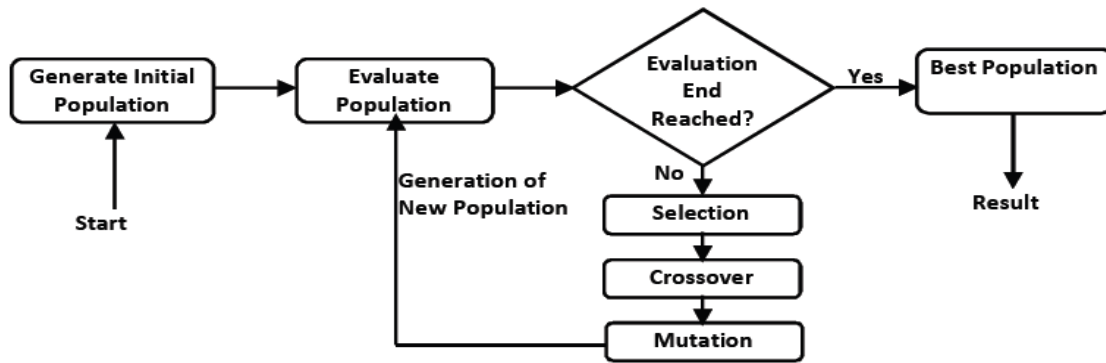 Generate Initial
Population
Evaluate
Population
Evaluation
End
Reached?
Yes
Best Population
No
Generation of
New Population
Start
Selection
Result
Crossover
Mutation